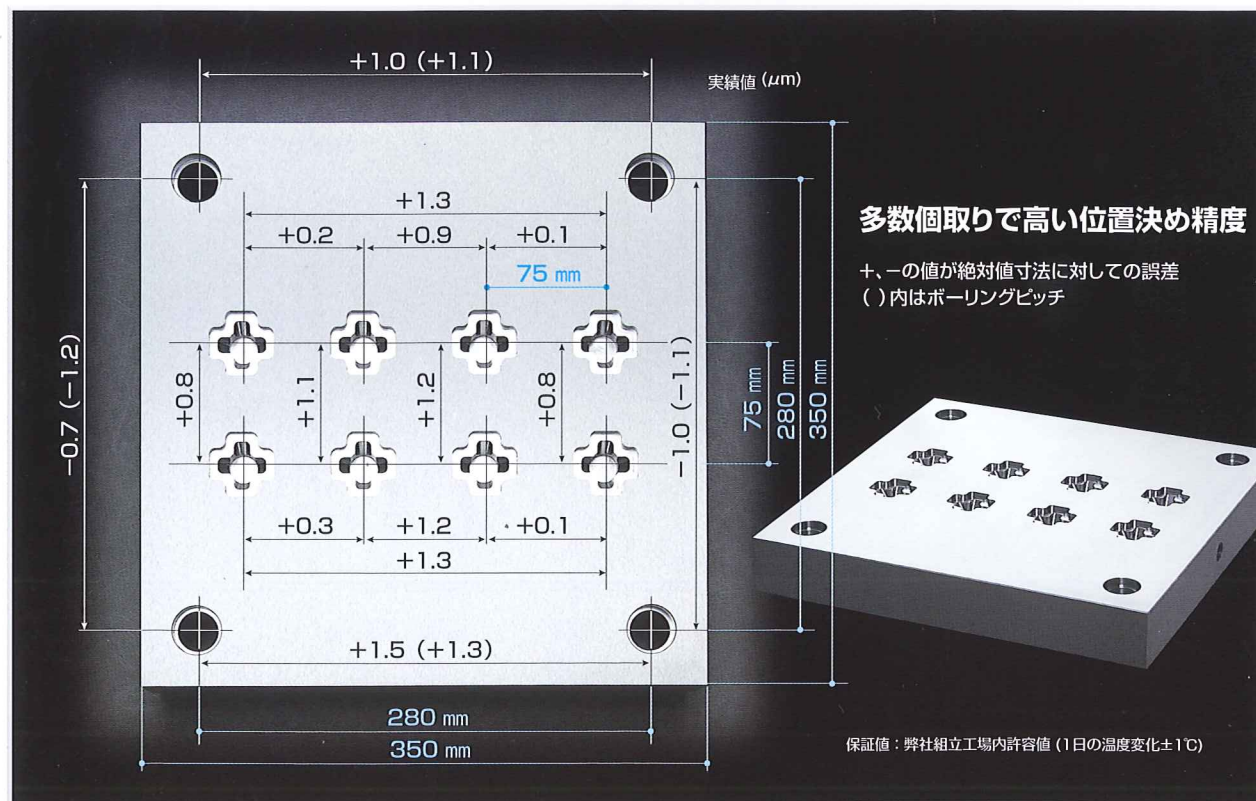 +1.0 (+1.1)
実績値 (μm)
+1.3
+0.2
+0.9
+0.1
75 mm
多数個取りで高い位置決め精度
+、−の値が絶対値寸法に対しての誤差
( )内はボーリングピッチ
−0.7 (−1.2)
+0.8
+1.1
+1.2
+0.8
−1.0 (−1.1)
75 mm
280 mm
350 mm
+0.3
+1.2
+0.1
+1.3
+1.5 (+1.3)
280 mm
350 mm
保証値：弊社組立工場内許容値 (1日の温度変化±1℃)